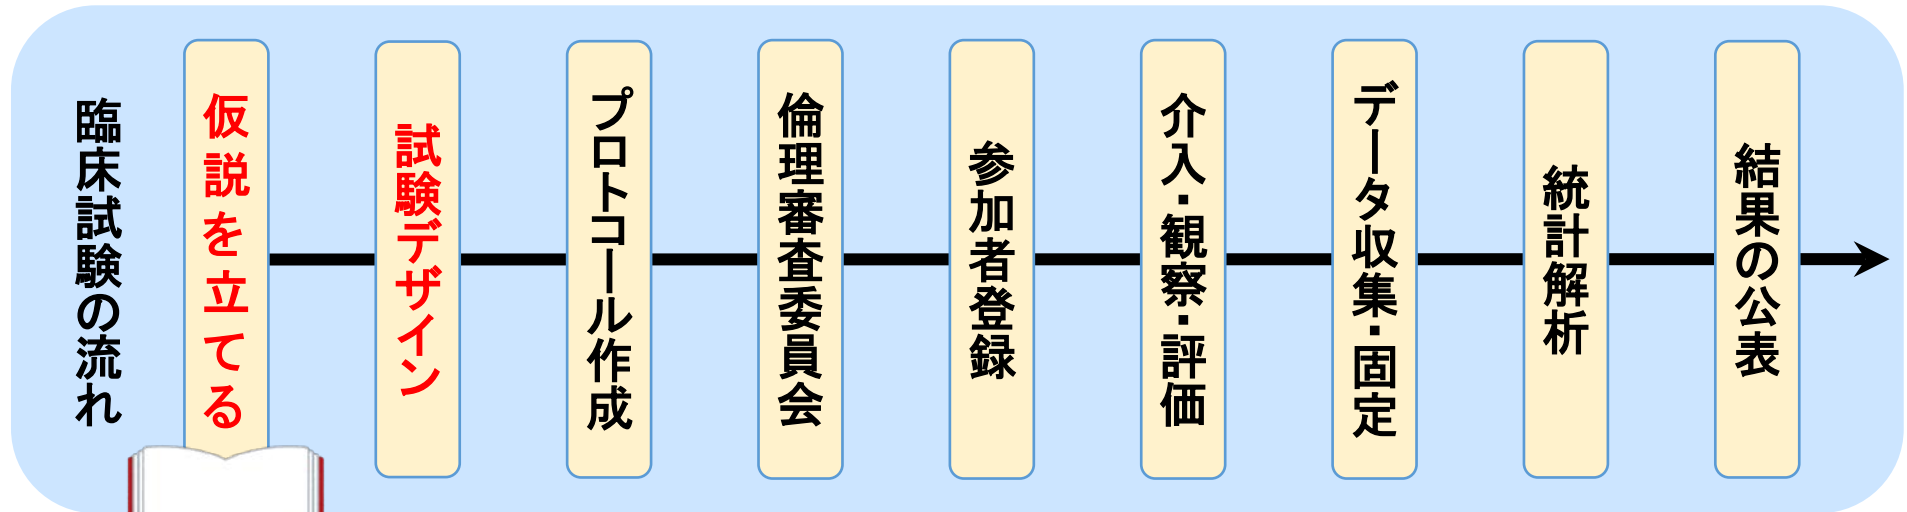 臨床試験の流れ
仮説を立てる
試験デザイン
プロトコール作成
倫理審査委員会
参加者登録
介入・観察・評価
データ収集・固定
統計解析
結果の公表